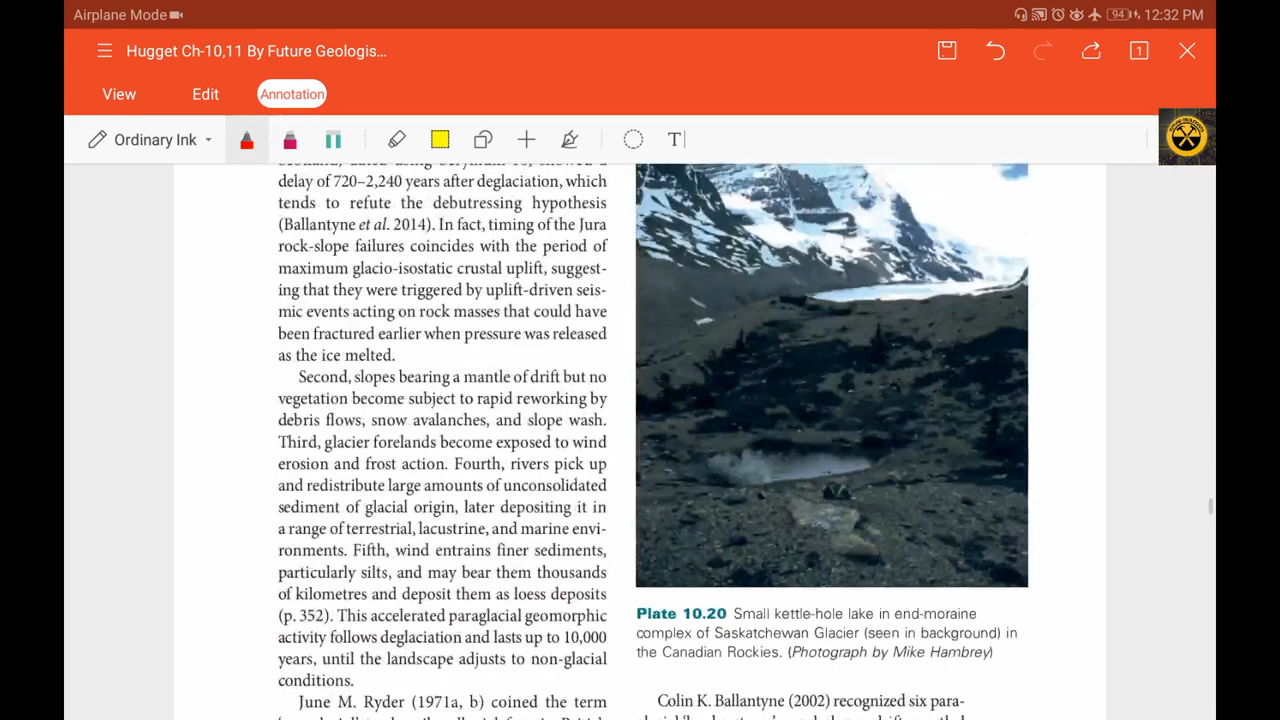 Airplane Mode
94
12:32 PM
Hugget Ch-10,11 By Future Geologis...
1
View
Edit
Annotation
Ordinary Ink
T
delay of 720–2,240 years after deglaciation, which
tends to refute the debutressing hypothesis
(Ballantyne et al. 2014). In fact, timing of the Jura
rock-slope failures coincides with the period of
maximum glacio-isostatic crustal uplift, suggest-
ing that they were triggered by uplift-driven seis-
mic events acting on rock masses that could have
been fractured earlier when pressure was released
as the ice melted.
Second, slopes bearing a mantle of drift but no
vegetation become subject to rapid reworking by
debris flows, snow avalanches, and slope wash.
Third, glacier forelands become exposed to wind
erosion and frost action. Fourth, rivers pick up
and redistribute large amounts of unconsolidated
sediment of glacial origin, later depositing it in
a range of terrestrial, lacustrine, and marine envi-
ronments. Fifth, wind entrains finer sediments,
particularly silts, and may bear them thousands
of kilometres and deposit them as loess deposits
(p. 352). This accelerated paraglacial geomorphic
activity follows deglaciation and lasts up to 10,000
years, until the landscape adjusts to non-glacial
conditions.
June M. Ryder (1971a, b) coined the term
Plate 10.20 Small kettle-hole lake in end-moraine
complex of Saskatchewan Glacier (seen in background) in
the Canadian Rockies. (Photograph by Mike Hambrey)
Colin K. Ballantyne (2002) recognized six para-